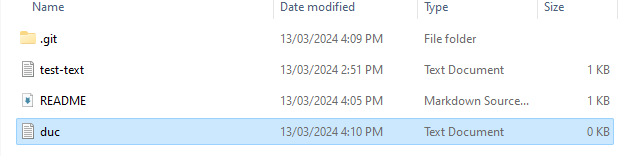 Name Date modified Type Size
.git 13/03/2024 4:09 PM File folder
test-text 13/03/2024 2:51 PM Text Document 1 KB
README 13/03/2024 4:05 PM Markdown Source... 1 KB
duc 13/03/2024 4:10 PM Text Document 0 KB